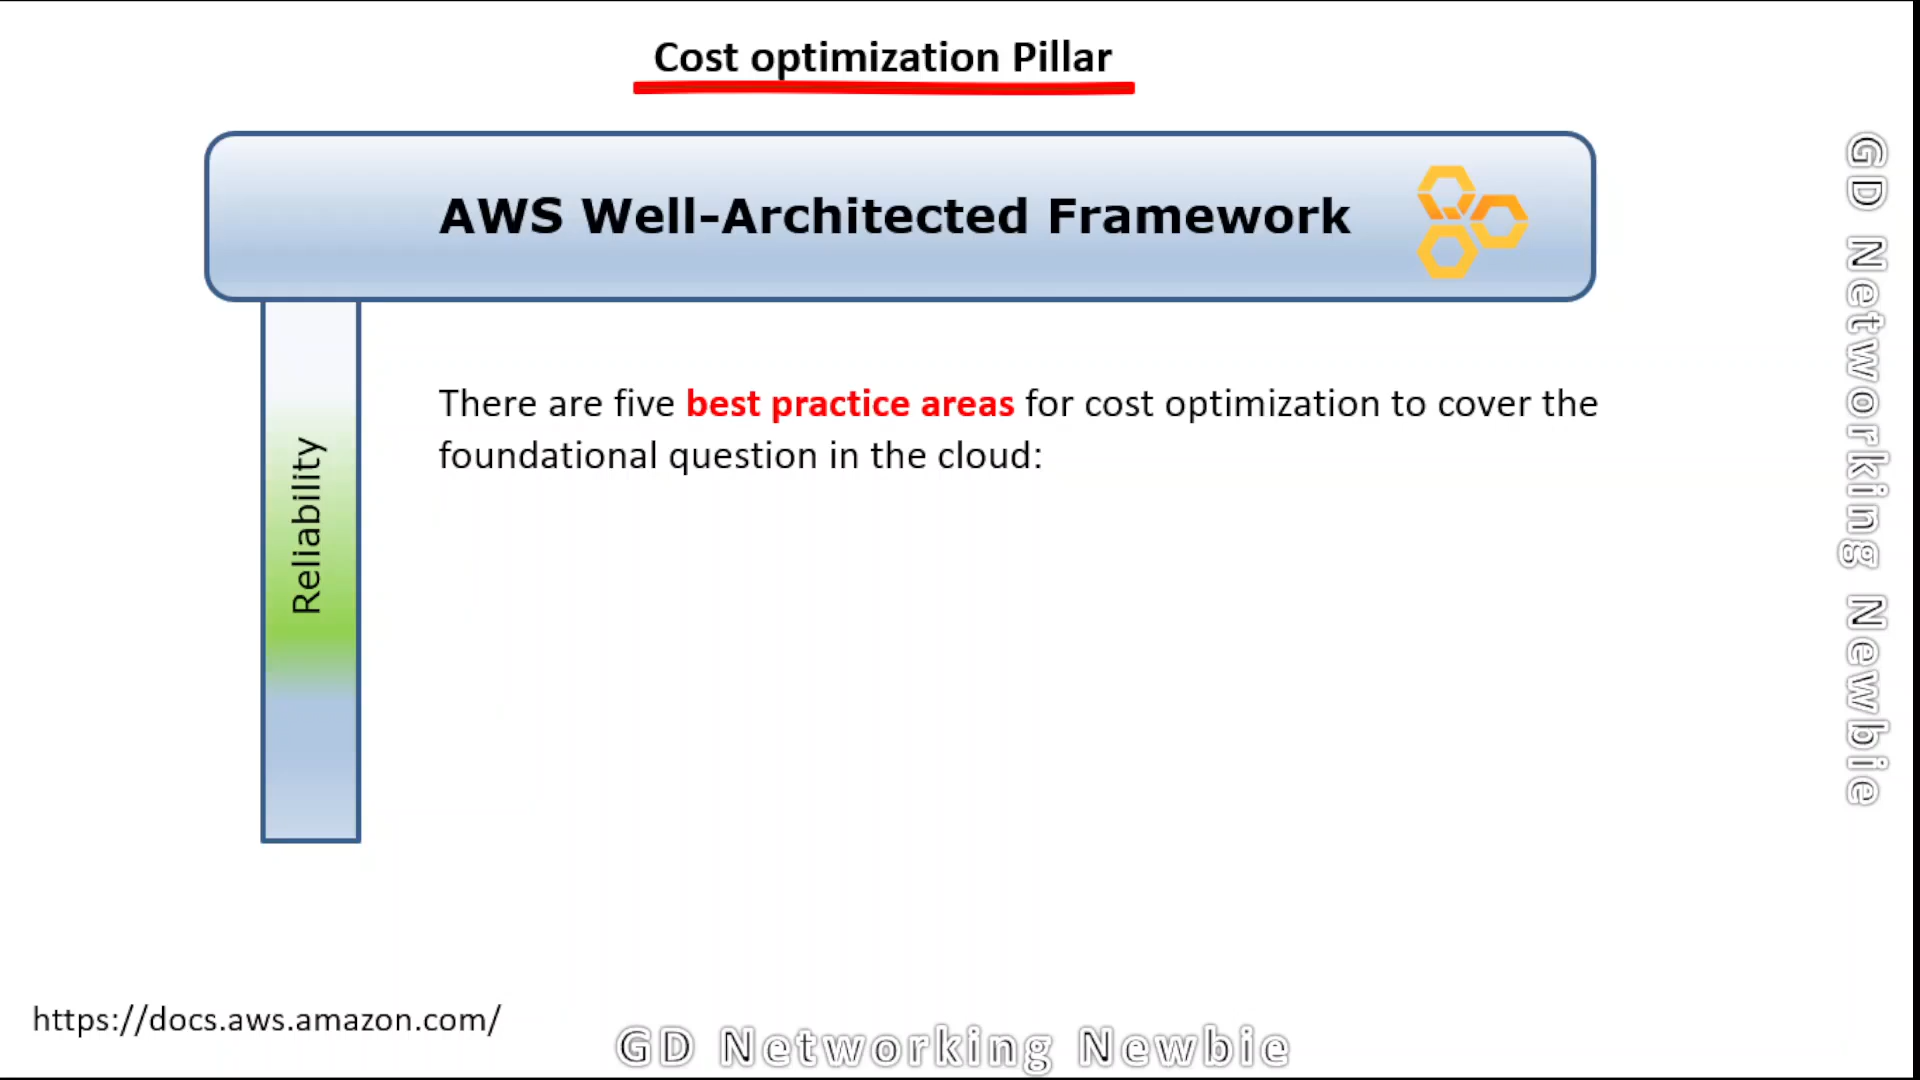 Cost optimization Pillar
AWS Well-Architected Framework
There are five best practice areas for cost optimization to cover the
foundational question in the cloud:
Reliability
https://docs.aws.amazon.com/
GD Networking Newbie
GD Networking Newbie